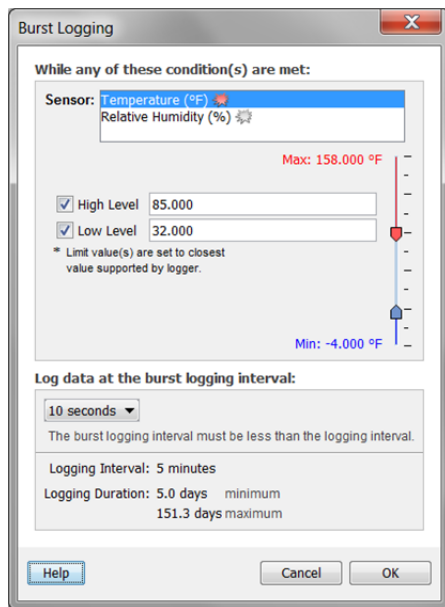 Burst Logging
While any of these condition(s) are met:
Sensor: Temperature (°F)
Relative Humidity (%)
Max: 158.000 °F
High Level 85.000
Low Level 32.000
* Limit value(s) are set to closest
value supported by logger.
Min: -4.000 °F
Log data at the burst logging interval:
10 seconds
The burst logging interval must be less than the logging interval.
Logging Interval: 5 minutes
Logging Duration: 5.0 days minimum
151.3 days maximum
Help Cancel OK